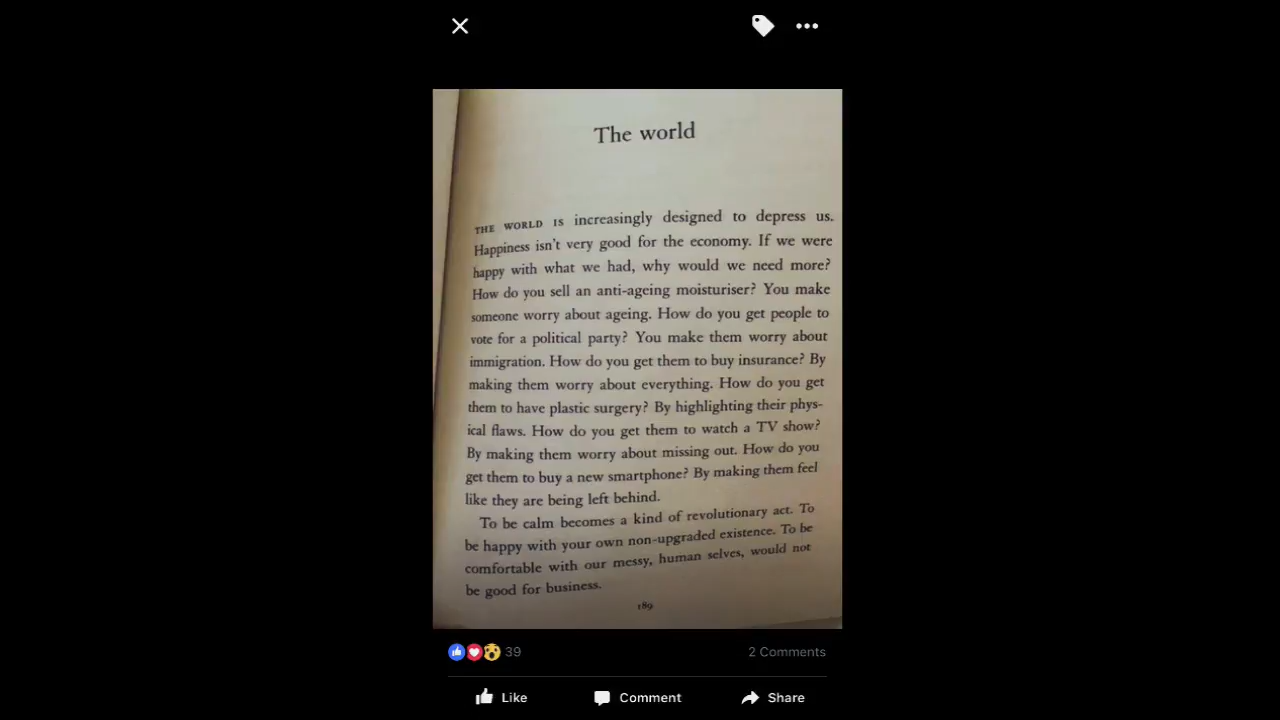 The world
THE WORLD IS increasingly designed to depress us.
Happiness isn't very good for the economy. If we were
happy with what we had, why would we need more?
How do you sell an anti-ageing moisturiser? You make
someone worry about ageing. How do you get people to
vote for a political party? You make them worry about
immigration. How do you get them to buy insurance? By
making them worry about everything. How do you get
them to have plastic surgery? By highlighting their phys-
ical flaws. How do you get them to watch a TV show?
By making them worry about missing out. How do you
get them to buy a new smartphone? By making them feel
like they are being left behind.
To be calm becomes a kind of revolutionary act. To
be happy with your own non-upgraded existence. To be
comfortable with our messy, human selves, would not
be good for business.
189
39 2 Comments
Like Comment Share